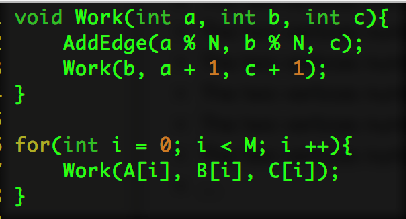 void Work(int a, int b, int c){
    AddEdge(a % N, b % N, c);
    Work(b, a + 1, c + 1);
}

for(int i = 0; i < M; i ++){
    Work(A[i], B[i], C[i]);
}